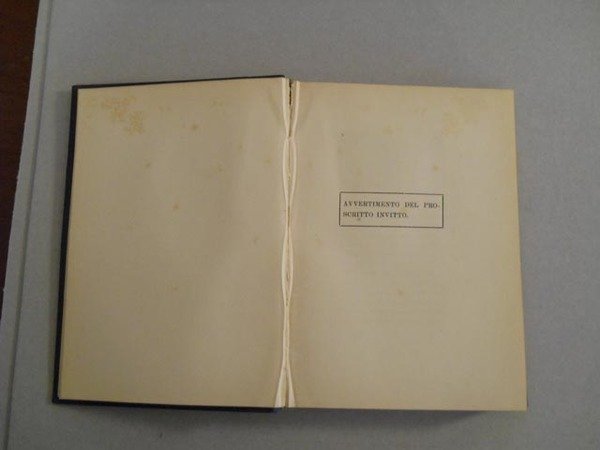 AVVERTIMENTO DEL PRO-
SCRITTO INVITTO.